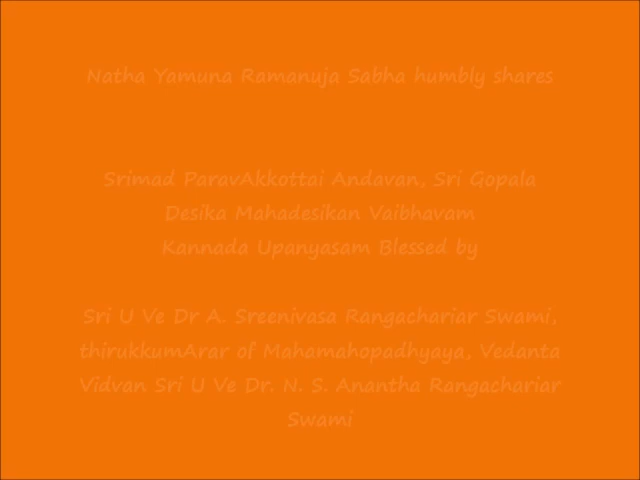 Natha Yamuna Ramanuja Sabha humbly shares
Srimad ParavAkkottai Andavan, Sri Gopala
Desika Mahadesikan Vaibhavam
Kannada Upanyasam Blessed by
Sri U Ve Dr A. Sreenivasa Rangachariar Swami,
thirukkumArar of Mahamahopadhyaya, Vedanta
Vidvan Sri U Ve Dr. N. S. Anantha Rangachariar
Swami